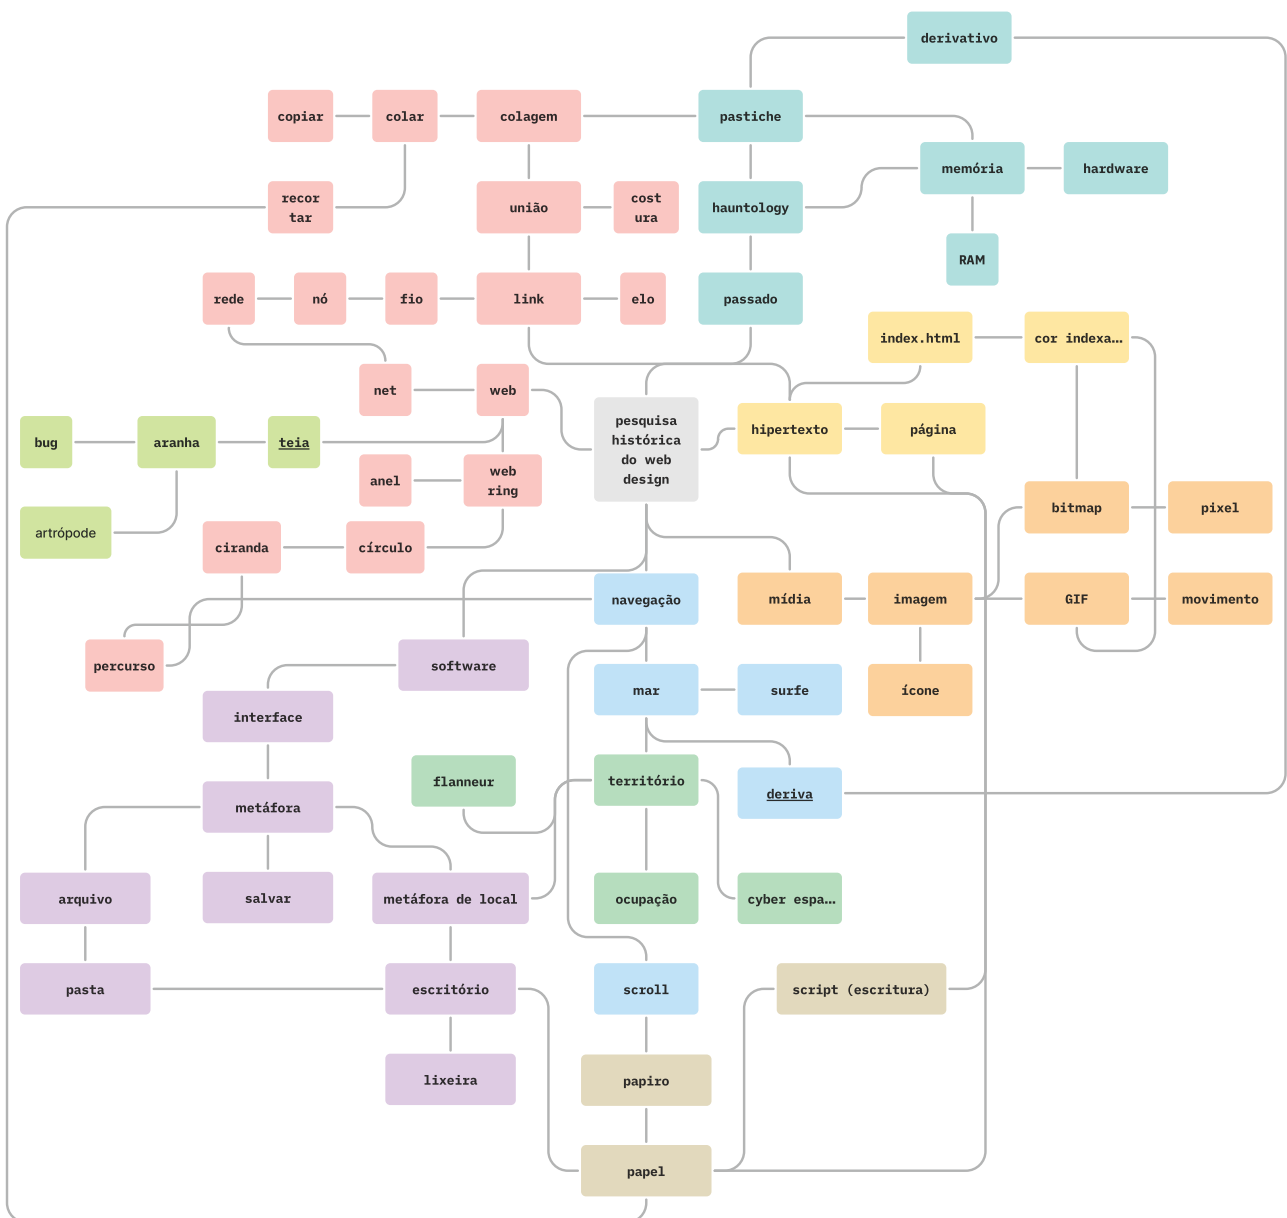 derivativo
copiar
colar
colagem
pastiche
memória
hardware
recor
tar
união
cost
ura
hauntology
RAM
rede
nó
fio
link
elo
passado
index.html
cor indexa...
net
web
pesquisa
histórica
do web
design
hipertexto
página
bug
aranha
teia
anel
web
ring
bitmap
pixel
artrópode
ciranda
círculo
navegação
mídia
imagem
GIF
movimento
percurso
software
mar
surfe
ícone
interface
flanneur
território
deriva
metáfora
arquivo
salvar
metáfora de local
ocupação
cyber espa...
pasta
escritório
scroll
script (escritura)
lixeira
papiro
papel